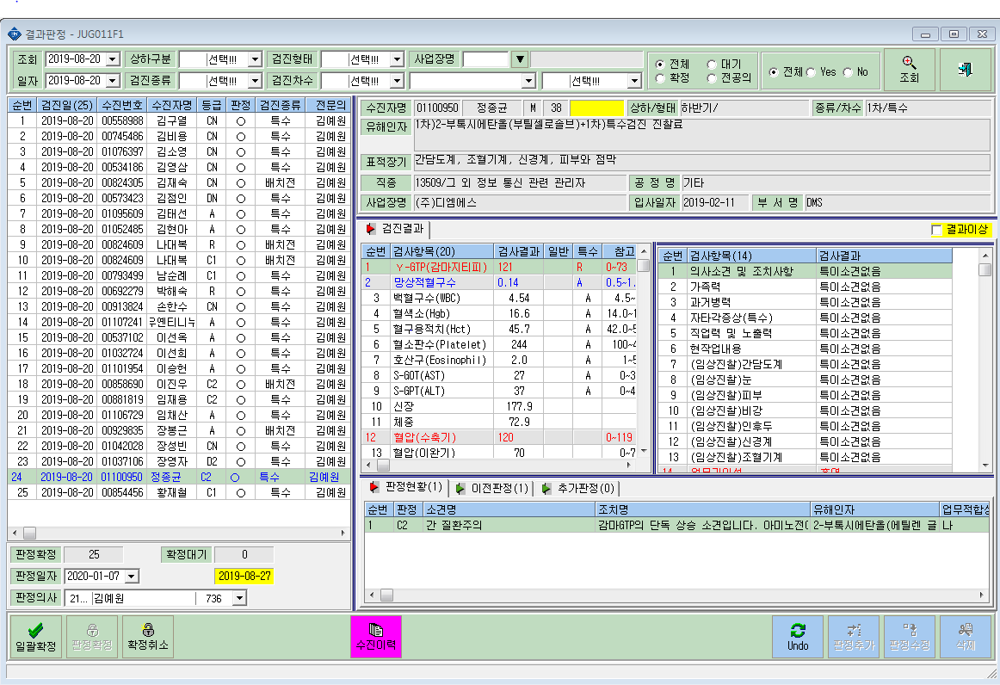 결과판정 - JUG011F1
조회 2019-08-20 상하구분 선택!!! 검진형태 선택!!! 사업장명 전체 대기 전체 Yes No 조회
일자 2019-08-20 검진종류 선택!!! 검진차수 선택!!! 선택!!! 확정 전공의
순번 검진일(25) 수진번호 수진자명 등급 판정 검진종류 전문의
1 2019-08-20 00558988 김구열 CN ○ 특수 김예원
2 2019-08-20 00745486 김비용 CN ○ 특수 김예원
3 2019-08-20 01076397 김소영 CN ○ 특수 김예원
4 2019-08-20 00534186 김영삼 CN ○ 특수 김예원
5 2019-08-20 00824305 김재숙 CN ○ 배치전 김예원
6 2019-08-20 00573423 김점인 DN ○ 특수 김예원
7 2019-08-20 01095609 김태선 A ○ 특수 김예원
8 2019-08-20 01052485 김현아 A ○ 특수 김예원
9 2019-08-20 00824609 나대복 R ○ 배치전 김예원
10 2019-08-20 00824609 나대복 C1 ○ 배치전 김예원
11 2019-08-20 00793499 남순례 C1 ○ 특수 김예원
12 2019-08-20 00692279 박해숙 R ○ 특수 김예원
13 2019-08-20 00913824 손한수 CN ○ 특수 김예원
14 2019-08-20 01107241 A ○ 특수 김예원
15 2019-08-20 00537102 이선옥 A ○ 특수 김예원
16 2019-08-20 01032724 이선희 A ○ 특수 김예원
17 2019-08-20 01101954 이승헌 A ○ 특수 김예원
18 2019-08-20 00858690 이진우 C2 ○ 배치전 김예원
19 2019-08-20 00881819 임재용 C2 ○ 특수 김예원
20 2019-08-20 01106729 임채산 A ○ 특수 김예원
21 2019-08-20 00929835 장봉근 A ○ 배치전 김예원
22 2019-08-20 01042028 장성빈 CN ○ 특수 김예원
23 2019-08-20 01037106 장영자 D2 ○ 특수 김예원
24 2019-08-20 01100950 정종균 C2 ○ 특수 김예원
25 2019-08-20 00854456 황재철 C1 ○ 특수 김예원
판정확정 25 확정대기 0
판정일자 2020-01-07 2019-08-27
판정의사 21... 김예원 736
수진자명 01100950 정종균 M 38 상하/형태 하반기/ 종류/차수 1차/특수
유해인자 1차)2-부톡시에탄올(부틸셀로솔브)+1차)특수검진 진찰료
표적장기 간담도계, 조혈기계, 신경계, 피부와 점막
직종 13509/그 외 정보 통신 관련 관리자 공 정 명 기타
사업장명 (주)디엠에스 입사일자 2019-02-11 부 서 명 DMS
검진결과 결과이상
순번 검사항목(20) 검사결과 일반 특수 참고
1 Y-GTP(감마지티피) 121 R 0~73
2 망상적혈구수 0.14 A 0.5~1.
3 백혈구수(WBC) 4.54 A 4.5~
4 혈색소(Hgb) 16.6 A 14.0~1
5 혈구용적치(Hct) 45.7 A 42.0~5
6 혈소판수(Platelet) 244 A 100~4
7 호산구(Eosinophil) 2.0 A 1~5
8 S-GOT(AST) 27 A 0~3
9 S-GPT(ALT) 37 A 0~4
10 신장 177.9
11 체중 72.9
12 혈압(수축기) 120 0~119
13 혈압(이완기) 70 0~7
순번 검사항목(14) 검사결과
1 의사소견 및 조치사항 특이소견없음
2 가족력 특이소견없음
3 과거병력 특이소견없음
4 자타각증상(특수) 특이소견없음
5 직업력 및 노출력 특이소견없음
6 현작업내용 특이소견없음
7 (임상진찰)간담도계 특이소견없음
8 (임상진찰)눈 특이소견없음
9 (임상진찰)피부 특이소견없음
10 (임상진찰)비강 특이소견없음
11 (임상진찰)인후두 특이소견없음
12 (임상진찰)신경계 특이소견없음
13 (임상진찰)조혈기계 특이소견없음
판정현황(1) 이전판정(1) 추가판정(0)
순번 판정 소견명 조치명 유해인자 업무적합성
1 C2 간 질환주의 감마GTP의 단독 상승 소견입니다. 아미노전( 2-부톡시에탄올(에틸렌 글 나
일괄확정 판정확정 확정취소 수진이력 Undo 판정추가 판정수정 삭제